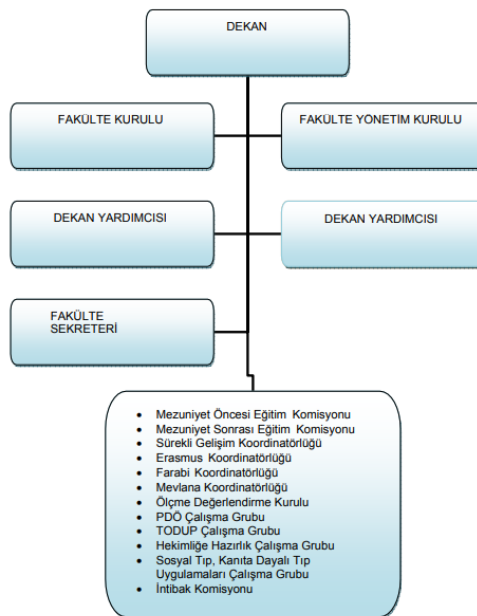 DEKAN
FAKÜLTE KURULU
FAKÜLTE YÖNETİM KURULU
DEKAN YARDIMCISI
DEKAN YARDIMCISI
FAKÜLTE
SEKRETERİ
• Mezuniyet Öncesi Eğitim Komisyonu
• Mezuniyet Sonrası Eğitim Komisyonu
• Sürekli Gelişim Koordinatörlüğü
• Erasmus Koordinatörlüğü
• Farabi Koordinatörlüğü
• Mevlana Koordinatörlüğü
• Ölçme Değerlendirme Kurulu
• PDÖ Çalışma Grubu
• TODUP Çalışma Grubu
• Hekimliğe Hazırlık Çalışma Grubu
• Sosyal Tıp, Kanıta Dayalı Tıp
Uygulamaları Çalışma Grubu
• İntibak Komisyonu